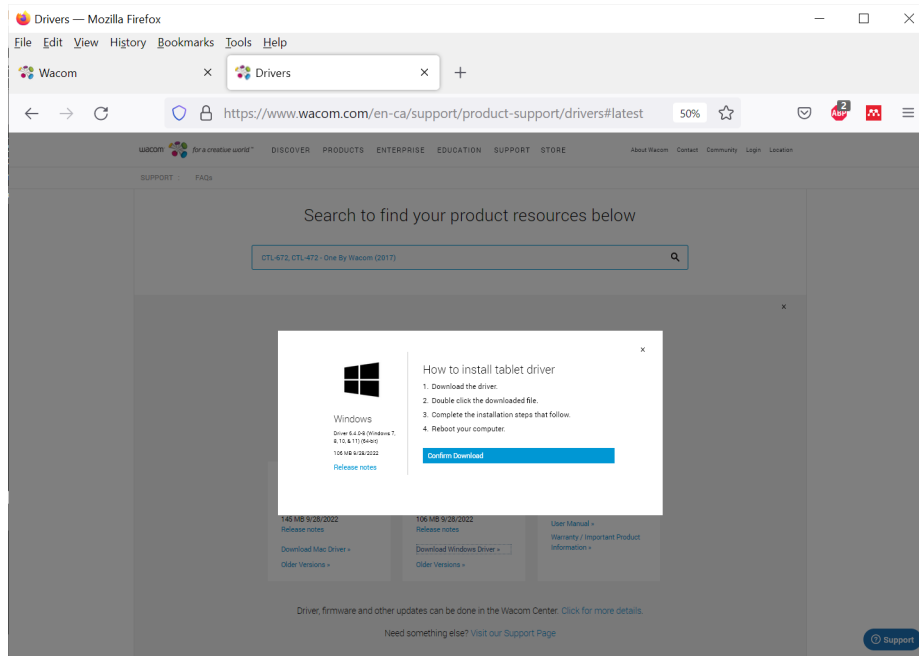 Drivers — Mozilla Firefox
File Edit View History Bookmarks Tools Help
Wacom
Drivers
https://www.wacom.com/en-ca/support/product-support/drivers#latest
50%
ABP
2
wacom for a creative world™ DISCOVER PRODUCTS ENTERPRISE EDUCATION SUPPORT STORE About Wacom Contact Community Login Location
SUPPORT : FAQs
Search to find your product resources below
CTL-672, CTL-472 - One By Wacom (2017)
x
x
How to install tablet driver
1. Download the driver.
2. Double click the downloaded file.
3. Complete the installation steps that follow.
4. Reboot your computer.
Confirm Download
Windows
Driver 6.4.0-9 (Windows 7,
8, 10, & 11) (64-bit)
106 MB 9/28/2022
Release notes
145 MB 9/28/2022
Release notes
Download Mac Driver »
Older Versions »
106 MB 9/28/2022
Release notes
Download Windows Driver »
Older Versions »
User Manual »
Warranty / Important Product
Information »
Driver, firmware and other updates can be done in the Wacom Center. Click for more details.
Need something else? Visit our Support Page
Support